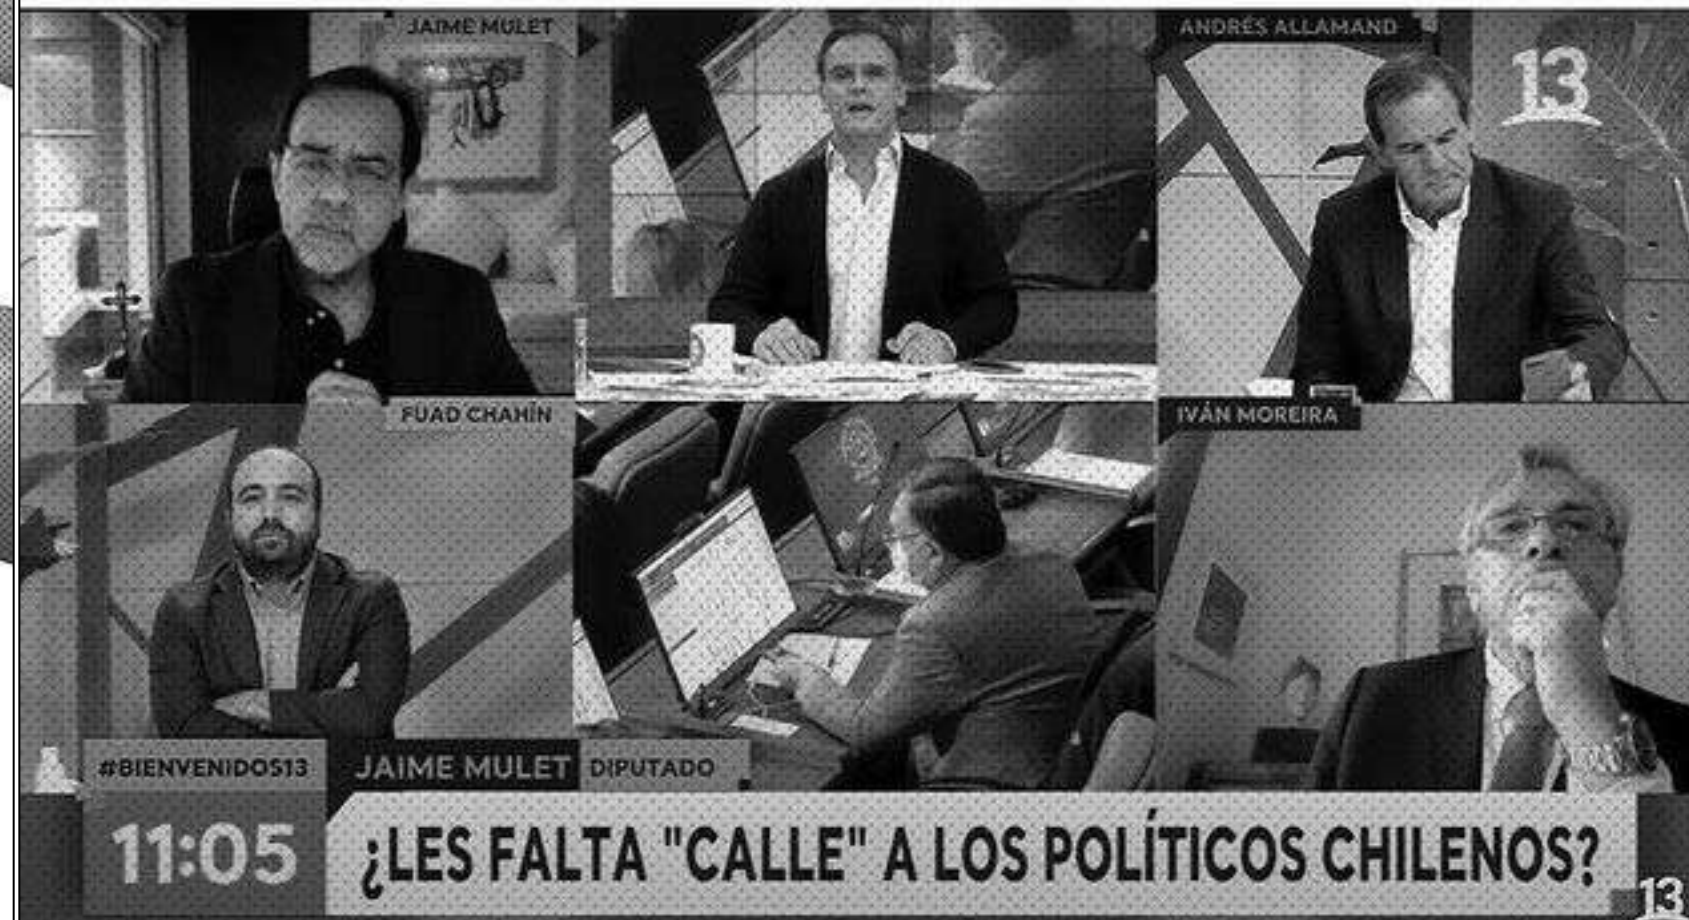 JAIME MULET
ANDRÉS ALLAMAND
13
FUAD CHAHÍN
IVÁN MOREIRA
#BIENVENIDOS13
JAIME MULET DIPUTADO
11:05
¿LES FALTA "CALLE" A LOS POLÍTICOS CHILENOS?
13